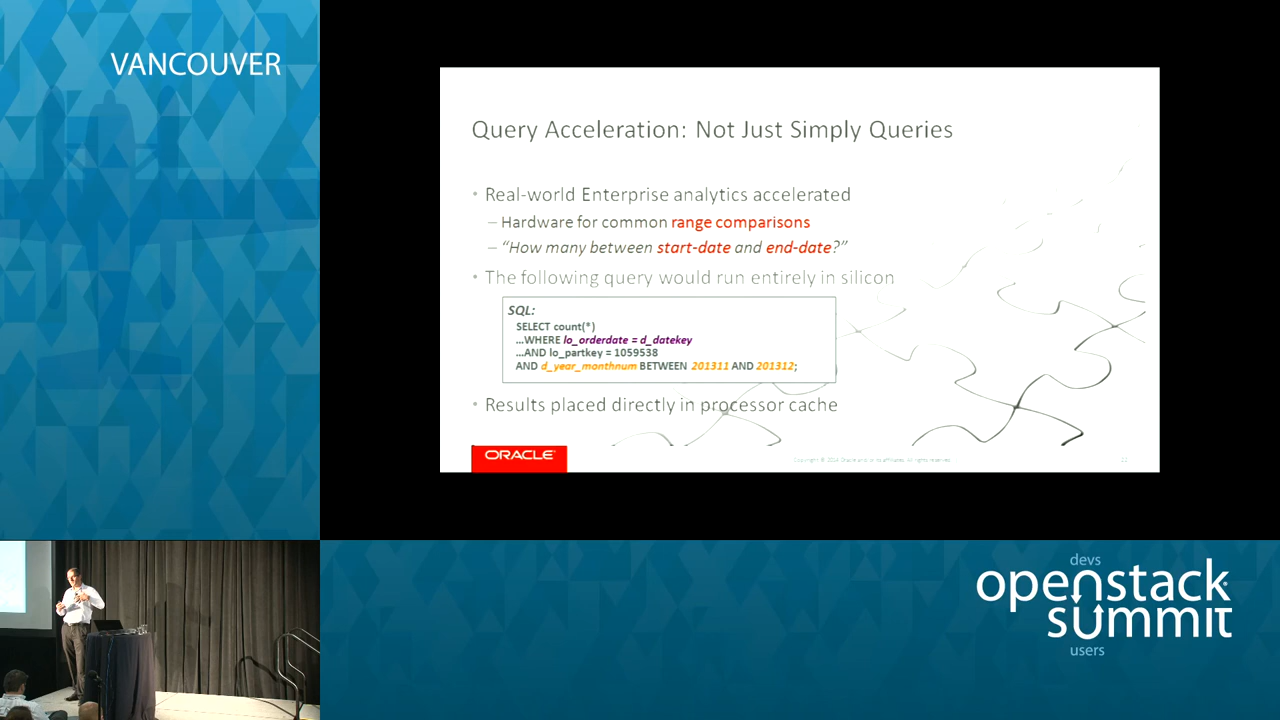 VANCOUVER
Query Acceleration: Not Just Simply Queries
• Real-world Enterprise analytics accelerated
– Hardware for common range comparisons
– “How many between start-date and end-date?”
• The following query would run entirely in silicon
SQL:
SELECT count(*)
...WHERE lo_orderdate = d_datekey
...AND lo_partkey = 1059538
AND d_year_monthnum BETWEEN 201311 AND 201312;
• Results placed directly in processor cache
ORACLE
devs
openstack
summit
users